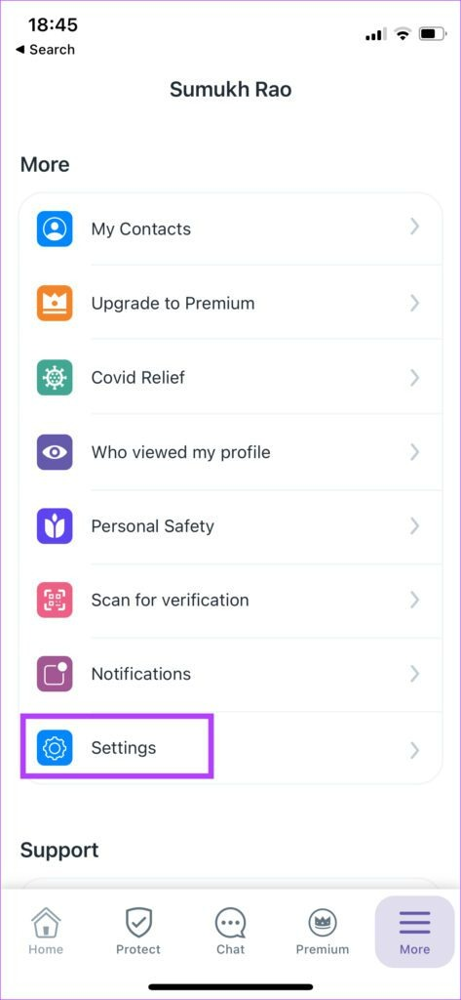 18:45
Search
Sumukh Rao
More
My Contacts
Upgrade to Premium
Covid Relief
Who viewed my profile
Personal Safety
Scan for verification
Notifications
Settings
Support
Home Protect Chat Premium More